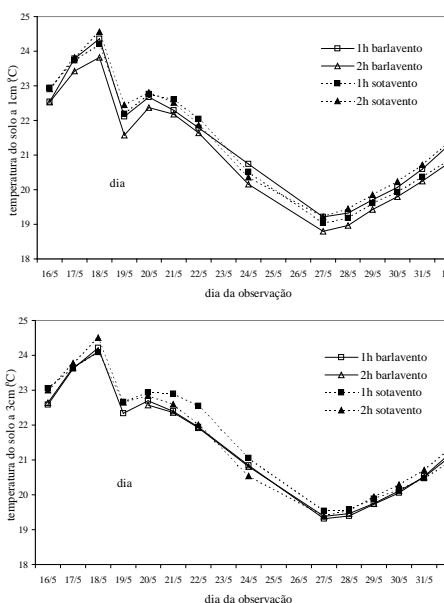 25
24
23
22
21
20
19
18
temperatura do solo a 1cm (ºC)
1h barlavento
2h barlavento
1h sotavento
2h sotavento
dia
16/5 17/5 18/5 19/5 20/5 21/5 22/5 23/5 24/5 25/5 26/5 27/5 28/5 29/5 30/5 31/5
dia da observação
25
24
23
22
21
20
19
18
temperatura do solo a 3cm (ºC)
1h barlavento
2h barlavento
1h sotavento
2h sotavento
dia
16/5 17/5 18/5 19/5 20/5 21/5 22/5 23/5 24/5 25/5 26/5 27/5 28/5 29/5 30/5 31/5
dia da observação